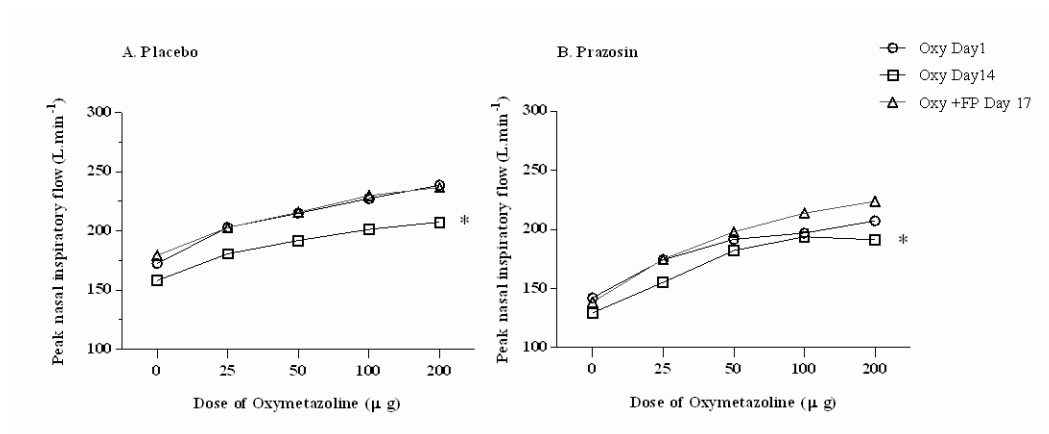 A. Placebo
B. Prazosin
Oxy Day1
Oxy Day14
Oxy +FP Day 17
Peak nasal inspiratory flow (L.min-1)
300
250
200
150
100
*
0 25 50 100 200
Dose of Oxymetazoline (μ g)
Peak nasal inspiratory flow (L.min-1)
300
250
200
150
100
*
0 25 50 100 200
Dose of Oxymetazoline (μ g)